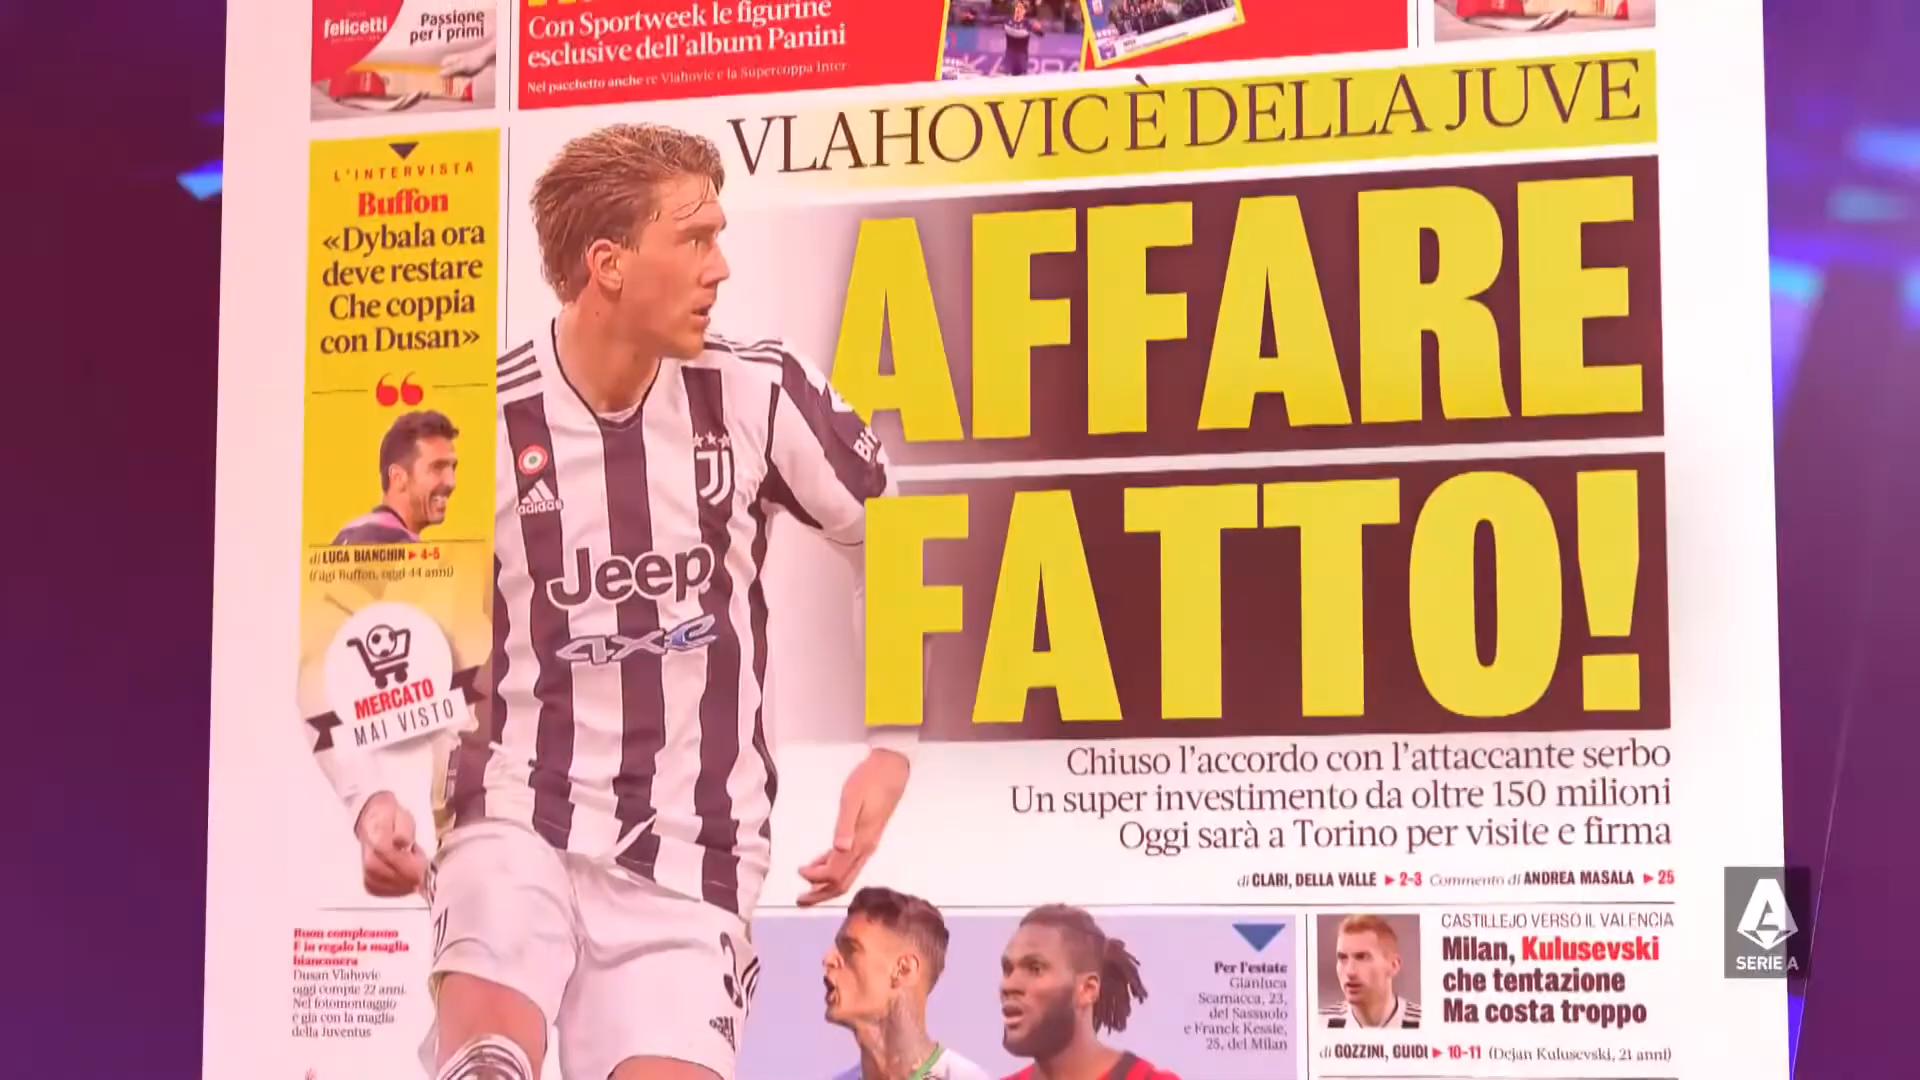 felicetti
Passione
per i primi
Con Sportweek le figurine
esclusive dell'album Panini
Nel pacchetto anche re Vlahovic e la Supercoppa Inter
VLAHOVIC È DELLA JUVE
AFFARE
FATTO!
L'INTERVISTA
Buffon
«Dybala ora
deve restare
Che coppia
con Dusan»
di LUCA BIANCHIN ▸ 4-5
(Gigi Buffon, oggi 44 anni)
MERCATO
MAI VISTO
adidas
BIT
Jeep
4xe
Chiuso l'accordo con l'attaccante serbo
Un super investimento da oltre 150 milioni
Oggi sarà a Torino per visite e firma
di CLARI, DELLA VALLE ▸ 2-3 Commento di ANDREA MASALA ▸ 25
Buon compleanno
E in regalo la maglia
bianconera
Dusan Vlahovic
oggi compie 22 anni.
Nel fotomontaggio
è già con la maglia
della Juventus
Per l'estate
Gianluca
Scamacca, 23,
del Sassuolo
e Franck Kessie,
25, del Milan
CASTILLEJO VERSO IL VALENCIA
Milan, Kulusevski
che tentazione
Ma costa troppo
di GOZZINI, GUIDI ▸ 10-11 (Dejan Kulusevski, 21 anni)
SERIE A